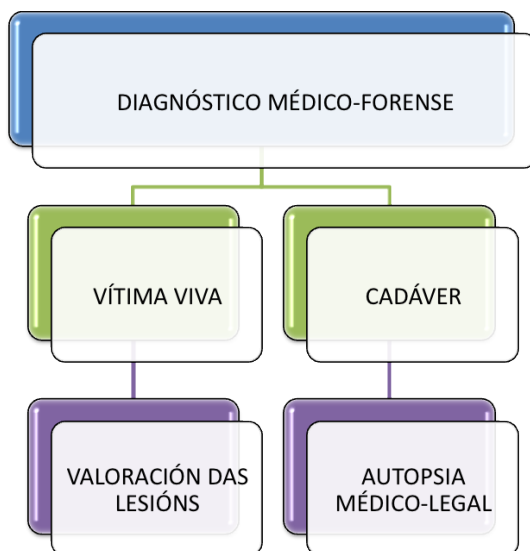 DIAGNÓSTICO MÉDICO-FORENSE
VÍTIMA VIVA
CADÁVER
VALORACIÓN DAS
LESIÓNS
AUTOPSIA
MÉDICO-LEGAL